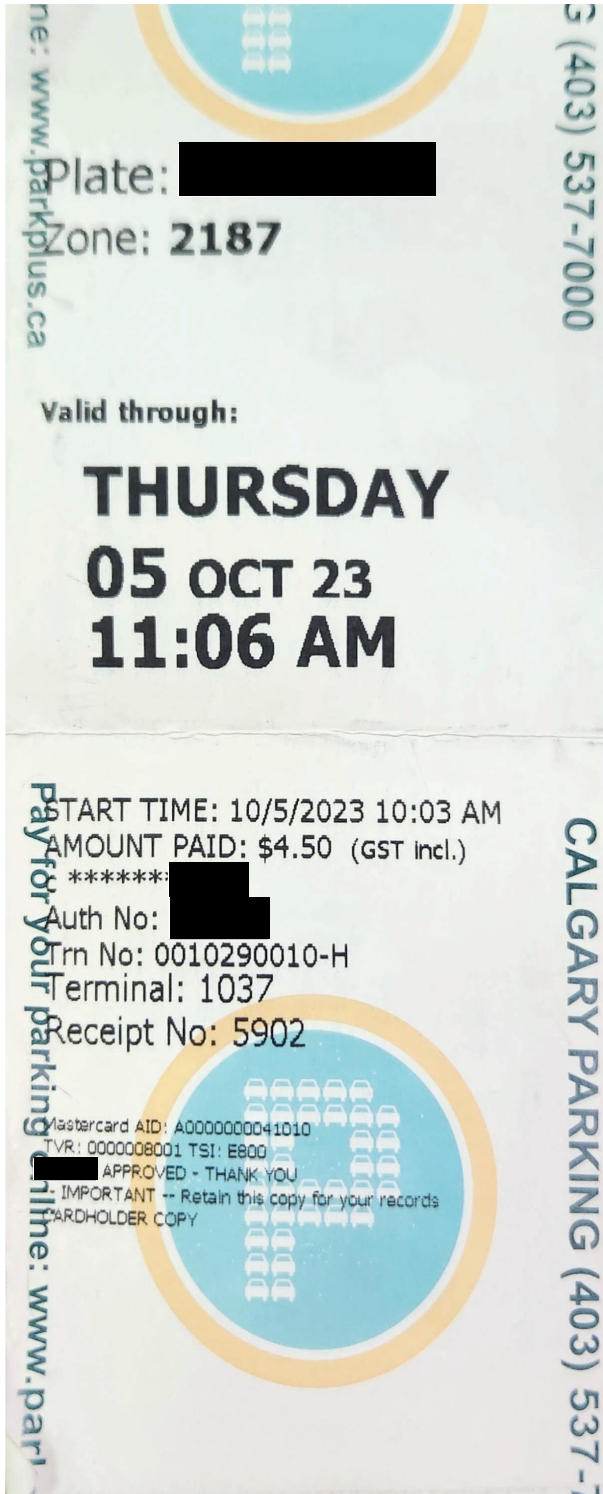 Plate:
Zone: 2187
Valid through:
THURSDAY
05 OCT 23
11:06 AM
START TIME: 10/5/2023 10:03 AM
AMOUNT PAID: $4.50 (GST incl.)
*******
Auth No:
Trn No: 0010290010-H
Terminal: 1037
Receipt No: 5902
Mastercard AID: A0000000041010
TVR: 0000008001 TSI: E800
APPROVED - THANK YOU
- IMPORTANT -- Retain this copy for your records
CARDHOLDER COPY
ne: www.parkplus.ca
G (403) 537-7000
Pay for your parking online: www.park
CALGARY PARKING (403) 537-7